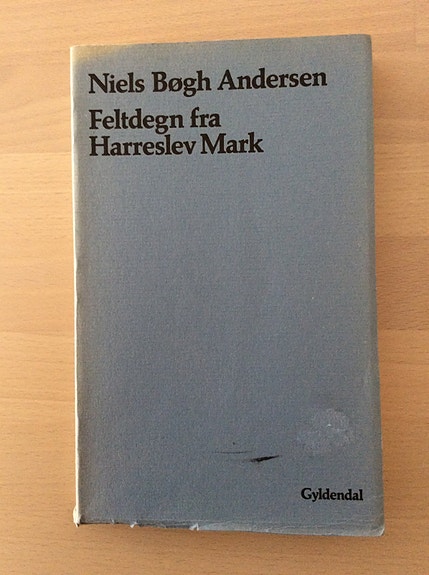 Niels Bøgh Andersen
Feltdegn fra
Harreslev Mark
Gyldendal